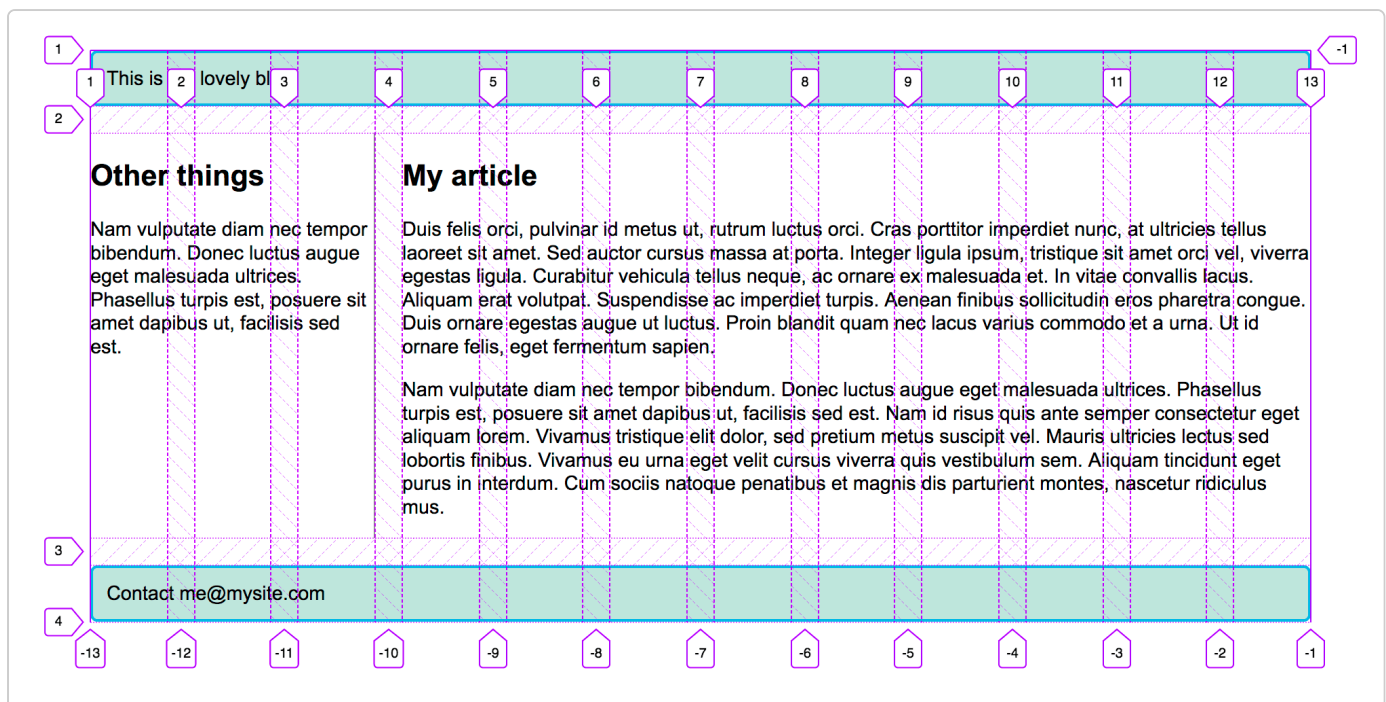 1
-1
This is
lovely bl
1 2 3 4 5 6 7 8 9 10 11 12 13
2
Other things
Nam vulputate diam nec tempor
bibendum. Donec luctus augue
eget malesuada ultrices.
Phasellus turpis est, posuere sit
amet dapibus ut, facilisis sed
est.
My article
Duis felis orci, pulvinar id metus ut, rutrum luctus orci. Cras porttitor imperdiet nunc, at ultricies tellus
laoreet sit amet. Sed auctor cursus massa at porta. Integer ligula ipsum, tristique sit amet orci vel, viverra
egestas ligula. Curabitur vehicula tellus neque, ac ornare ex malesuada et. In vitae convallis lacus.
Aliquam erat volutpat. Suspendisse ac imperdiet turpis. Aenean finibus sollicitudin eros pharetra congue.
Duis ornare egestas augue ut luctus. Proin blandit quam nec lacus varius commodo et a urna. Ut id
ornare felis, eget fermentum sapien.
Nam vulputate diam nec tempor bibendum. Donec luctus augue eget malesuada ultrices. Phasellus
turpis est, posuere sit amet dapibus ut, facilisis sed est. Nam id risus quis ante semper consectetur eget
aliquam lorem. Vivamus tristique elit dolor, sed pretium metus suscipit vel. Mauris ultricies lectus sed
lobortis finibus. Vivamus eu urna eget velit cursus viverra quis vestibulum sem. Aliquam tincidunt eget
purus in interdum. Cum sociis natoque penatibus et magnis dis parturient montes, nascetur ridiculus
mus.
3
Contact me@mysite.com
4
-13 -12 -11 -10 -9 -8 -7 -6 -5 -4 -3 -2 -1